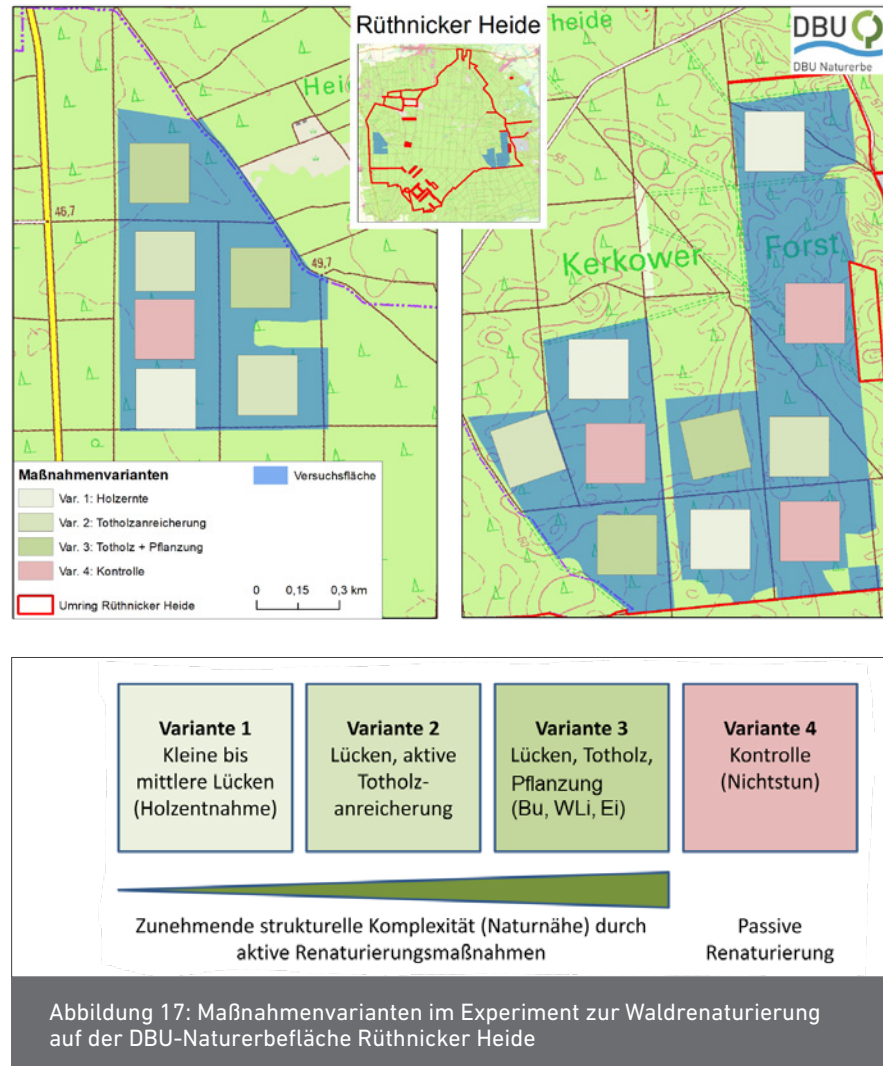 Rüthnicker Heide
heide
DBU
DBU Naturerbe
Hei
46,7
49,7
Kerkower Forst
55
57
50
Maßnahmenvarianten
Var. 1: Holzernte
Var. 2: Totholzanreicherung
Var. 3: Totholz + Pflanzung
Var. 4: Kontrolle
Umring Rüthnicker Heide
Versuchsfläche
0 0,15 0,3 km
Variante 1
Kleine bis
mittlere Lücken
(Holzentnahme)
Variante 2
Lücken, aktive
Totholz-
anreicherung
Variante 3
Lücken, Totholz,
Pflanzung
(Bu, WLi, Ei)
Variante 4
Kontrolle
(Nichtstun)
Zunehmende strukturelle Komplexität (Naturnähe) durch
aktive Renaturierungsmaßnahmen
Passive
Renaturierung
Abbildung 17: Maßnahmenvarianten im Experiment zur Waldrenaturierung
auf der DBU-Naturerbefläche Rüthnicker Heide